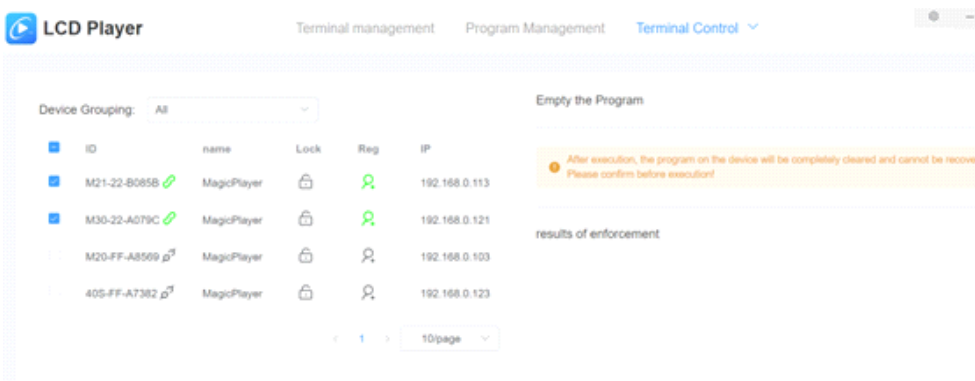 LCD Player
Terminal management Program Management Terminal Control
Device Grouping: All
ID name Lock Reg IP
M21-22-B085B MagicPlayer 192.168.0.113
M30-22-A079C MagicPlayer 192.168.0.121
M20-FF-A8569 MagicPlayer 192.168.0.103
40S-FF-A7382 MagicPlayer 192.168.0.123
1 10/page
Empty the Program
After execution, the program on the device will be completely cleared and cannot be recove
Please confirm before execution!
results of enforcement